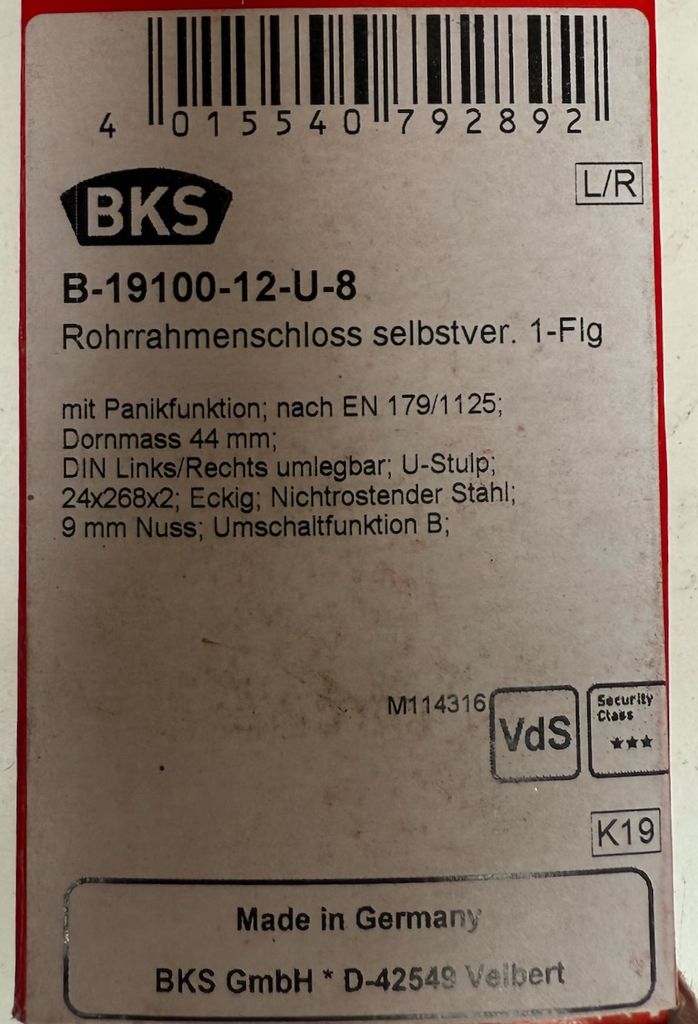 4 015540 792892
L/R
BKS
B-19100-12-U-8
Rohrrahmenschloss selbstver. 1-Flg
mit Panikfunktion; nach EN 179/1125;
Dornmass 44 mm;
DIN Links/Rechts umlegbar; U-Stulp;
24x268x2; Eckig; Nichtrostender Stahl;
9 mm Nuss; Umschaltfunktion B;
M114316
VdS
Security
Class
★★★
K19
Made in Germany
BKS GmbH * D-42549 Velbert